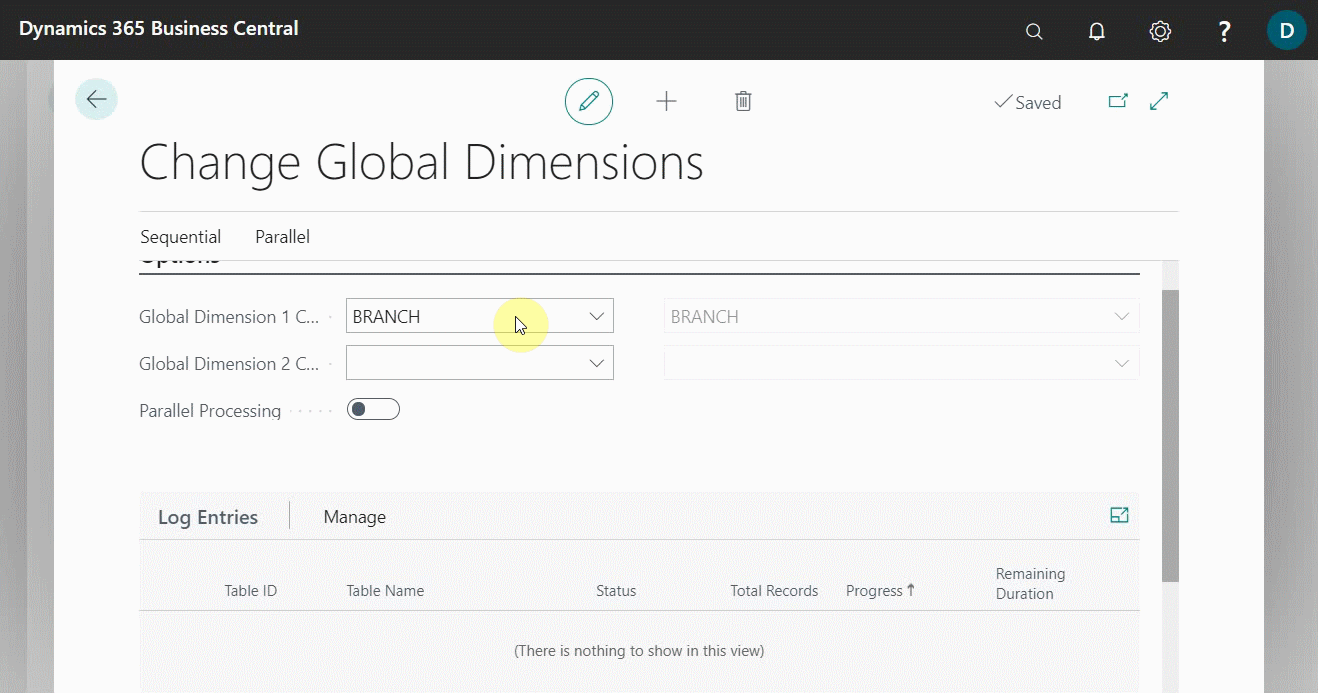 Dynamics 365 Business Central
?
D
Saved
Change Global Dimensions
Sequential Parallel
Options
Global Dimension 1 C... BRANCH BRANCH
Global Dimension 2 C...
Parallel Processing
Log Entries Manage
Table ID Table Name Status Total Records Progress ↑ Remaining Duration
(There is nothing to show in this view)